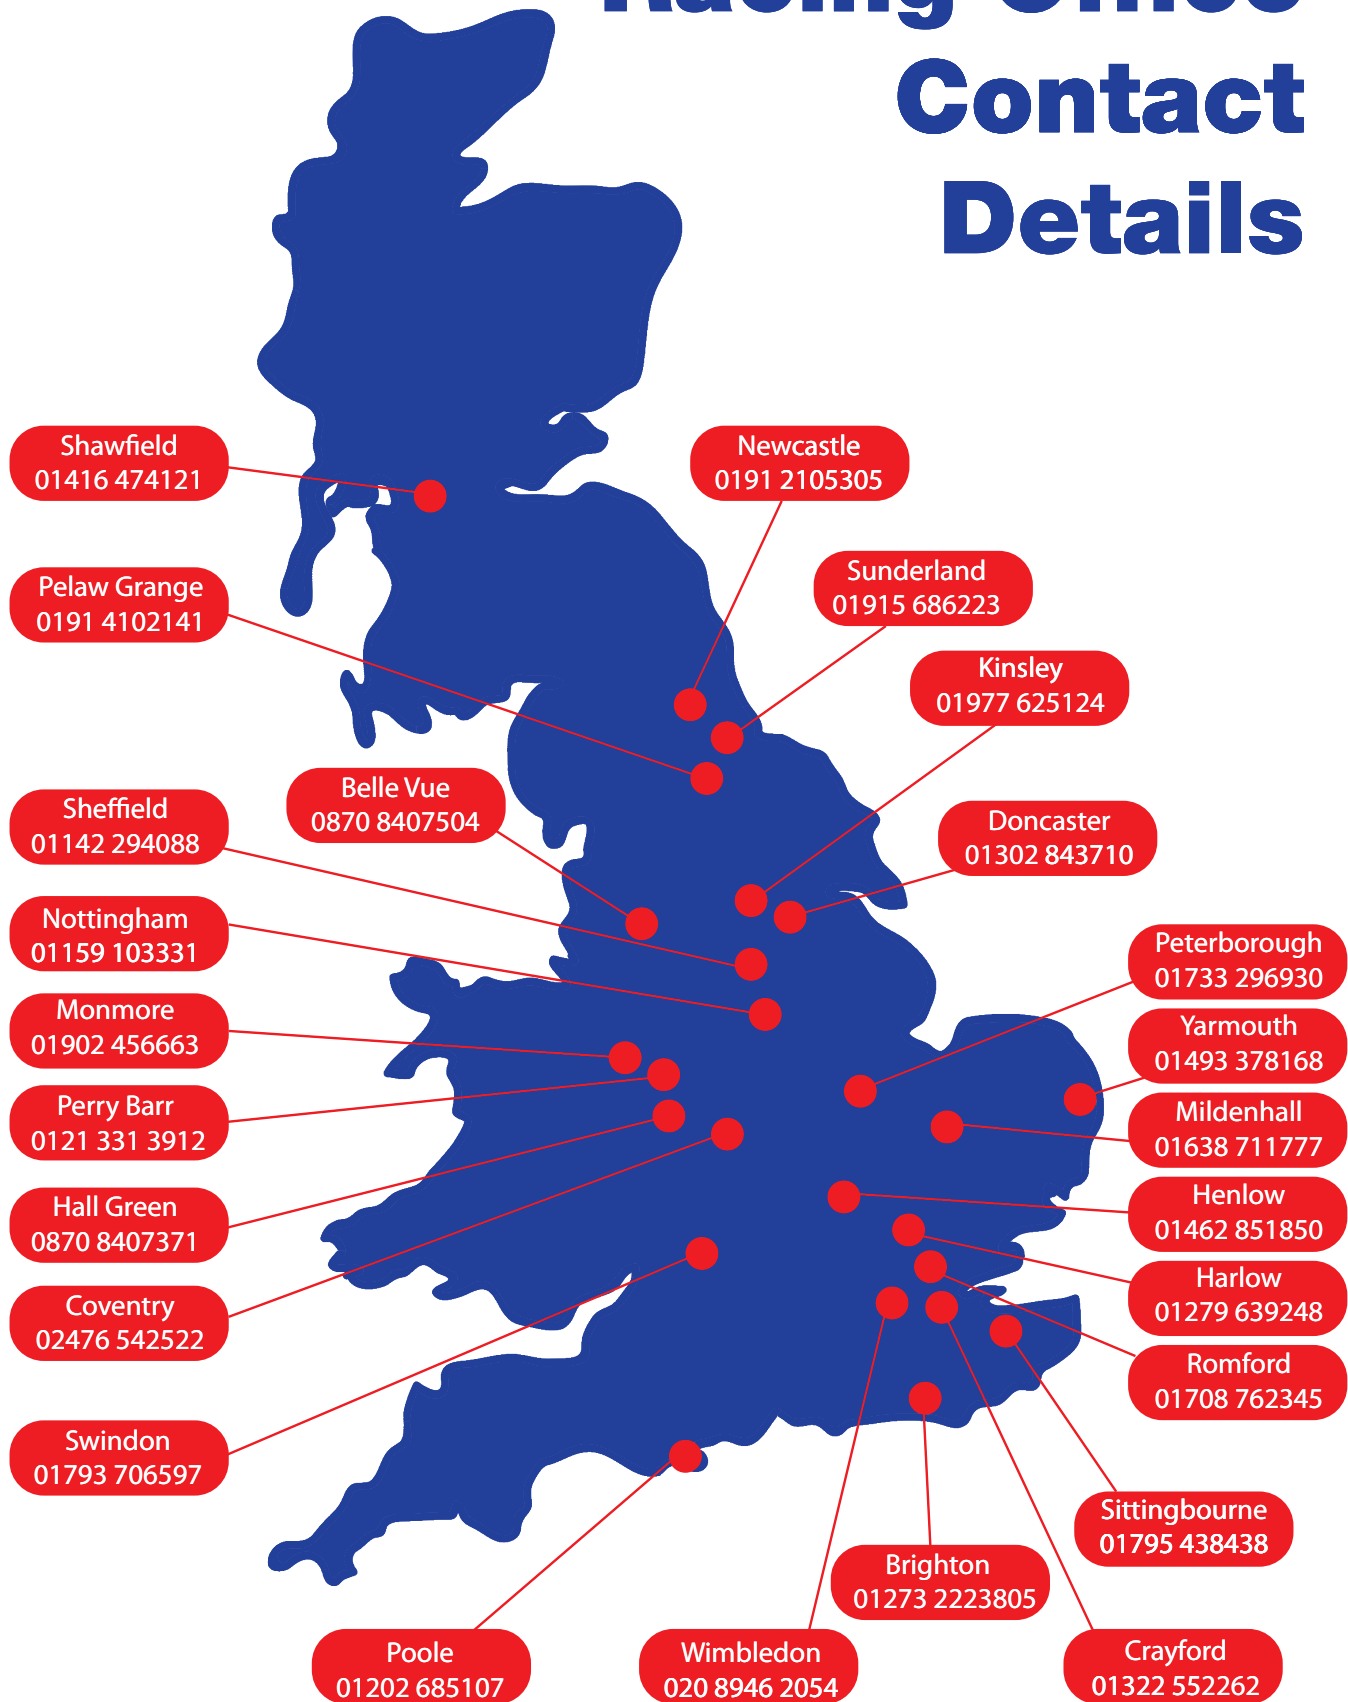 Racing Office
Contact
Details
Shawfield
01416 474121
Newcastle
0191 2105305
Sunderland
01915 686223
Pelaw Grange
0191 4102141
Kinsley
01977 625124
Belle Vue
0870 8407504
Sheffield
01142 294088
Doncaster
01302 843710
Nottingham
01159 103331
Peterborough
01733 296930
Monmore
01902 456663
Yarmouth
01493 378168
Perry Barr
0121 331 3912
Mildenhall
01638 711777
Hall Green
0870 8407371
Henlow
01462 851850
Coventry
02476 542522
Harlow
01279 639248
Romford
01708 762345
Swindon
01793 706597
Sittingbourne
01795 438438
Brighton
01273 2223805
Poole
01202 685107
Wimbledon
020 8946 2054
Crayford
01322 552262